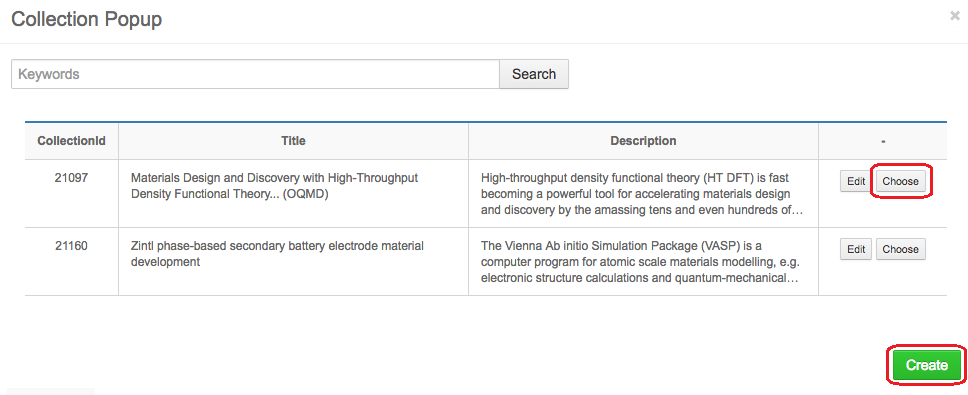 Collection Popup
×
Keywords
Search
CollectionId Title Description -
21097
Materials Design and Discovery with High-Throughput
Density Functional Theory... (OQMD)
High-throughput density functional theory (HT DFT) is fast
becoming a powerful tool for accelerating materials design
and discovery by the amassing tens and even hundreds of...
Edit Choose
21160
Zintl phase-based secondary battery electrode material
development
The Vienna Ab initio Simulation Package (VASP) is a
computer program for atomic scale materials modelling, e.g.
electronic structure calculations and quantum-mechanical...
Edit Choose
Create